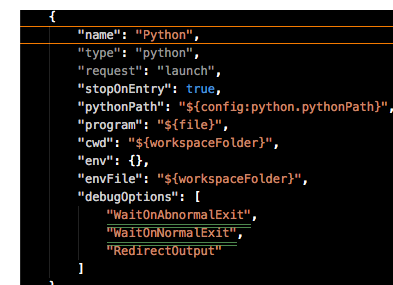 {
"name": "Python",
"type": "python",
"request": "launch",
"stopOnEntry": true,
"pythonPath": "${config:python.pythonPath}",
"program": "${file}",
"cwd": "${workspaceFolder}",
"env": {},
"envFile": "${workspaceFolder}",
"debugOptions": [
"WaitOnAbnormalExit",
"WaitOnNormalExit",
"RedirectOutput"
]
}